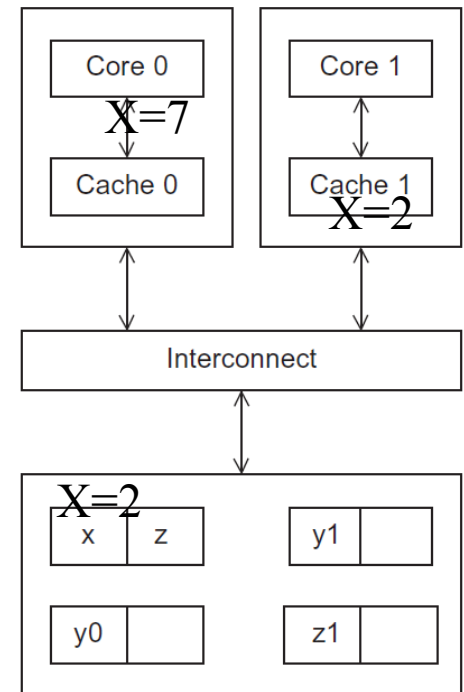 Core 0
Core 1
X=7
Cache 0
Cache 1
X=2
Interconnect
X=2
x z
y1
y0
z1